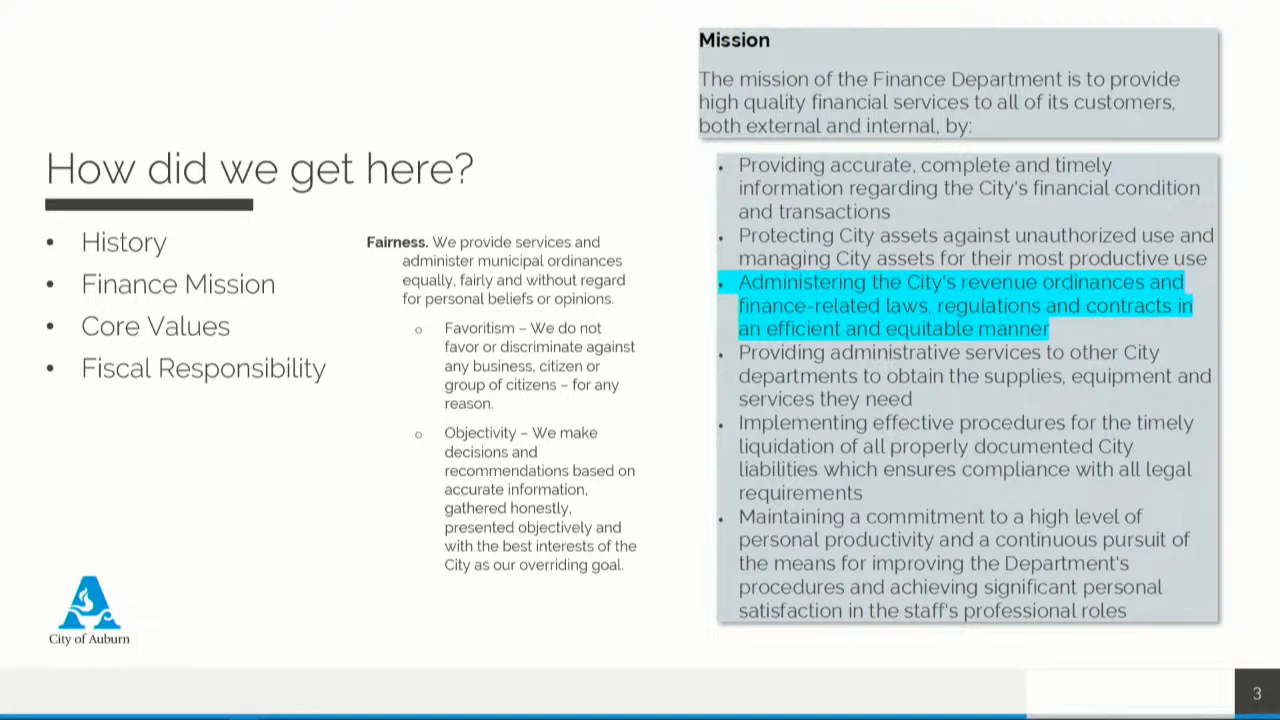 How did we get here?
• History
• Finance Mission
• Core Values
• Fiscal Responsibility
Fairness. We provide services and
administer municipal ordinances
equally, fairly and without regard
for personal beliefs or opinions.
o Favoritism – We do not
favor or discriminate against
any business, citizen or
group of citizens – for any
reason.
o Objectivity – We make
decisions and
recommendations based on
accurate information,
gathered honestly,
presented objectively and
with the best interests of the
City as our overriding goal.
Mission
The mission of the Finance Department is to provide
high quality financial services to all of its customers,
both external and internal, by:
• Providing accurate, complete and timely
information regarding the City's financial condition
and transactions
• Protecting City assets against unauthorized use and
managing City assets for their most productive use
• Administering the City's revenue ordinances and
finance-related laws, regulations and contracts in
an efficient and equitable manner
• Providing administrative services to other City
departments to obtain the supplies, equipment and
services they need
• Implementing effective procedures for the timely
liquidation of all properly documented City
liabilities which ensures compliance with all legal
requirements
• Maintaining a commitment to a high level of
personal productivity and a continuous pursuit of
the means for improving the Department's
procedures and achieving significant personal
satisfaction in the staff's professional roles
City of Auburn
3